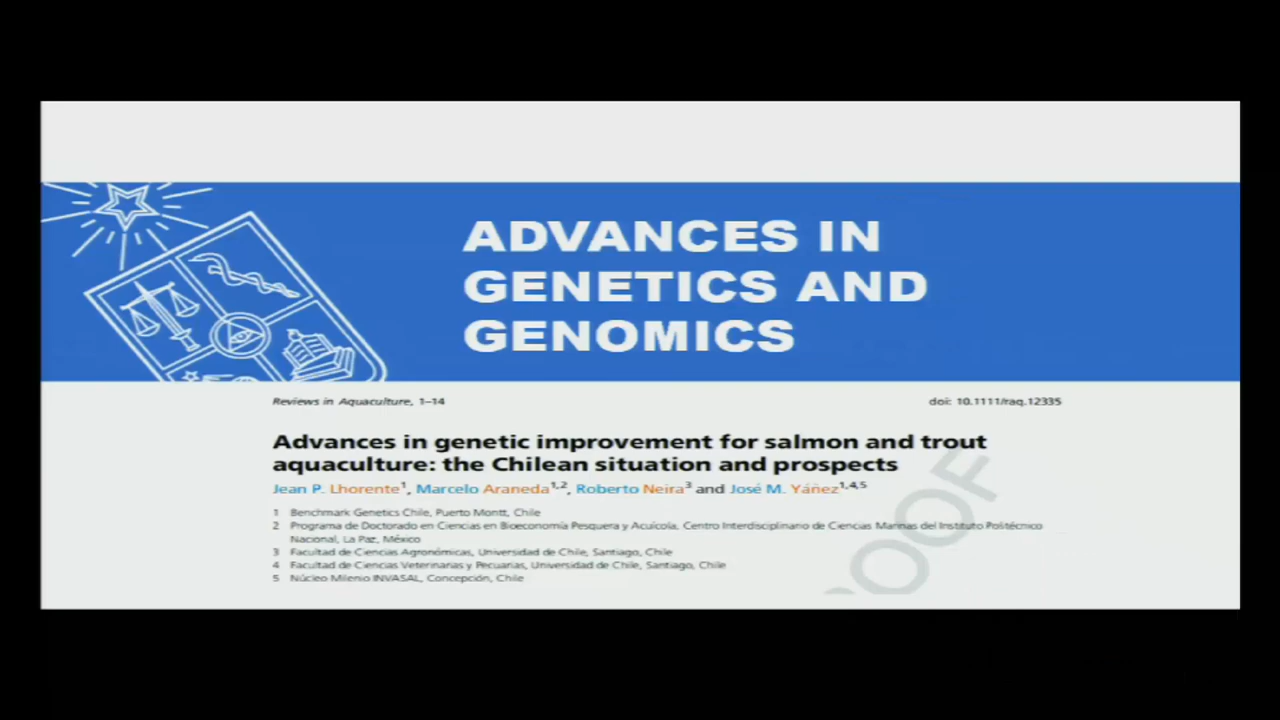 ADVANCES IN
GENETICS AND
GENOMICS
Reviews in Aquaculture, 1–14
doi: 10.1111/raq.12335
Advances in genetic improvement for salmon and trout
aquaculture: the Chilean situation and prospects
Jean P. Lhorente1, Marcelo Araneda1,2, Roberto Neira3 and José M. Yáñez1,4,5
1 Benchmark Genetics Chile, Puerto Montt, Chile
2 Programa de Doctorado en Ciencias en Bioeconomía Pesquera y Acuícola, Centro Interdisciplinario de Ciencias Marinas del Instituto Politécnico
Nacional, La Paz, México
3 Facultad de Ciencias Agronómicas, Universidad de Chile, Santiago, Chile
4 Facultad de Ciencias Veterinarias y Pecuarias, Universidad de Chile, Santiago, Chile
5 Núcleo Milenio INVASAL, Concepción, Chile
OOF